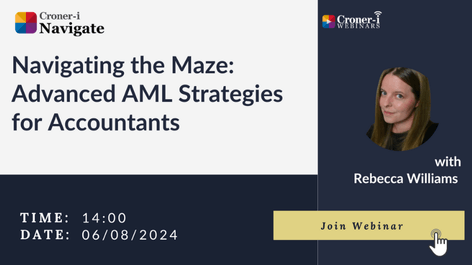 Croner-i
Navigate
Croner-i
WEBINARS
Navigating the Maze:
Advanced AML Strategies
for Accountants
with
Rebecca Williams
TIME: 14:00
DATE: 06/08/2024
Join Webinar